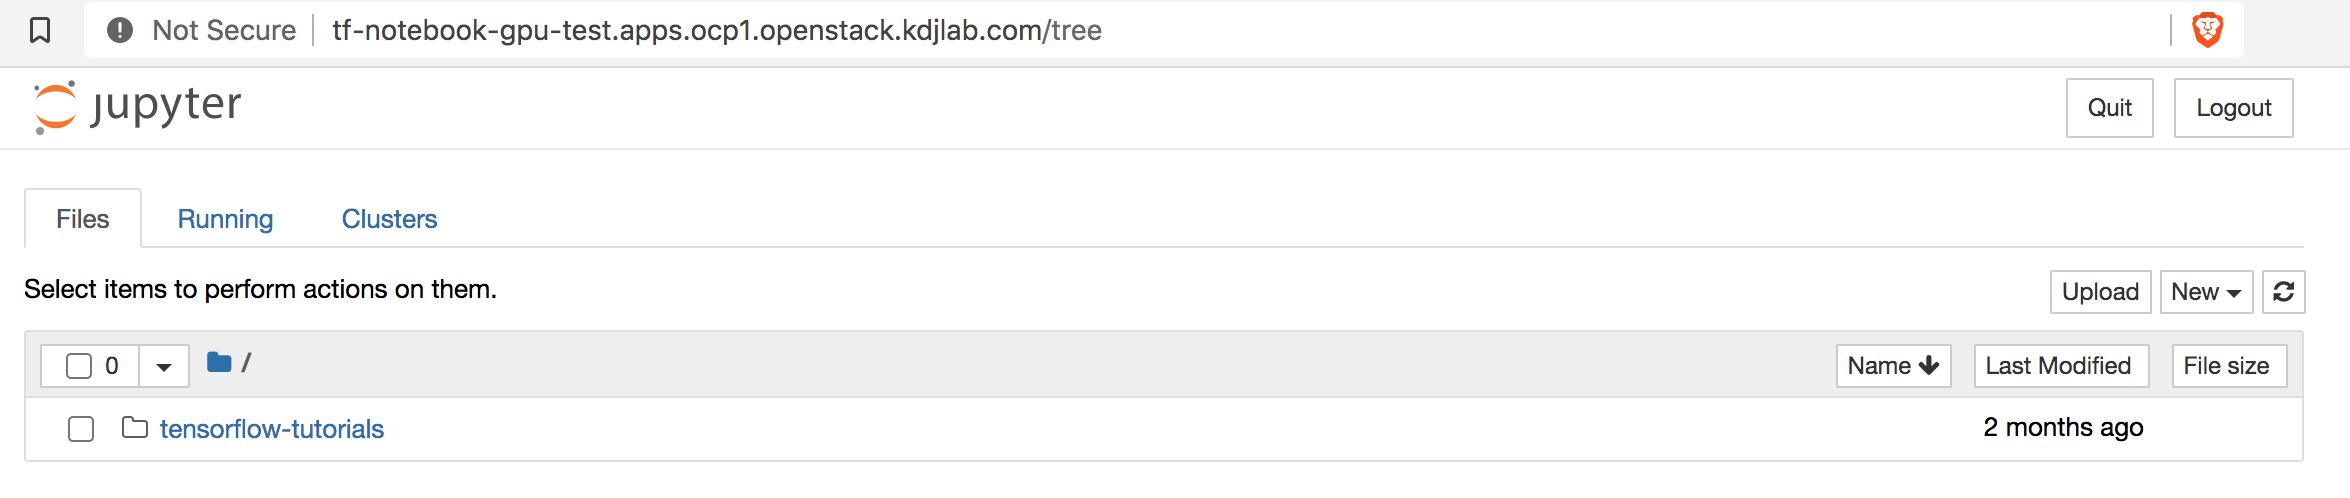 Not Secure tf-notebook-gpu-test.apps.ocp1.openstack.kdjlab.com/tree
jupyter
Quit Logout
Files Running Clusters
Select items to perform actions on them.
Upload New
0 / Name Last Modified File size
tensorflow-tutorials 2 months ago